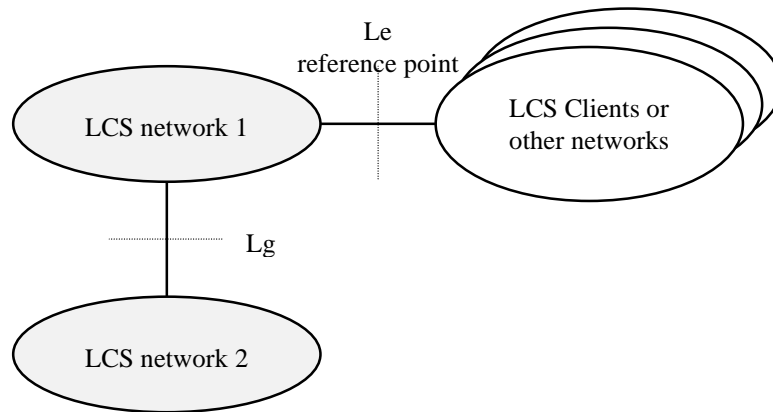 Le
reference point
LCS network 1
LCS Clients or
other networks
Lg
LCS network 2